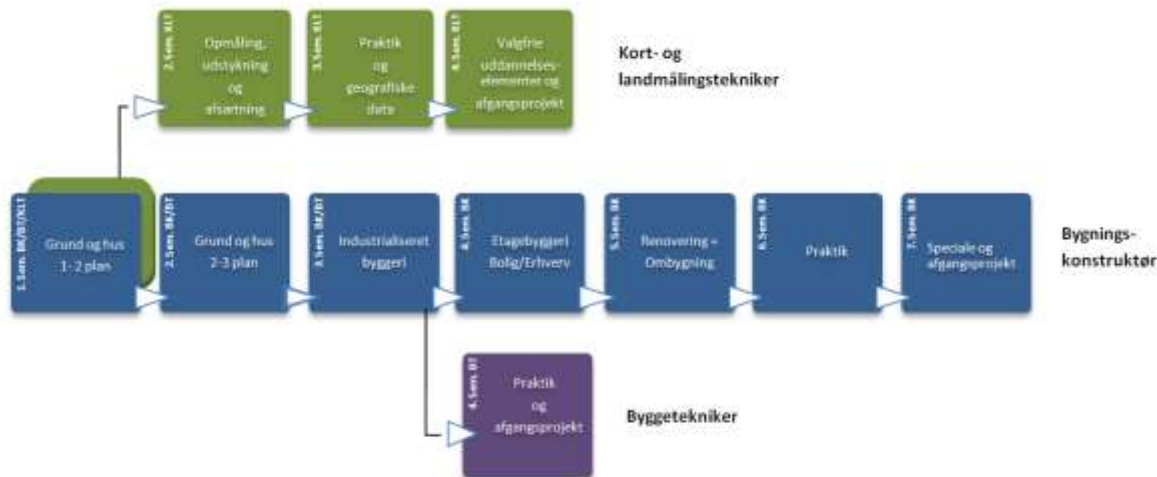 2.Sem. KLT
Opmåling,
udstykning
og
afsætning
3.Sem. KLT
Praktik
og
geografiske
data
4.Sem. KLT
Valgfrie
uddannelses-
elementer og
afgangsprojekt
Kort- og
landmålingstekniker
1.Sem. BK/BT/KLT
Grund og hus
1- 2 plan
2.Sem. BK/BT
Grund og hus
2-3 plan
3.Sem. BK/BT
Industrialiseret
byggeri
4.Sem. BK
Etagebyggeri
Bolig/Erhverv
5.Sem. BK
Renovering +
Ombygning
6.Sem. BK
Praktik
7.Sem. BK
Speciale og
afgangsprojekt
Bygnings-
konstruktør
4.Sem. BT
Praktik
og
afgangsprojekt
Byggetekniker